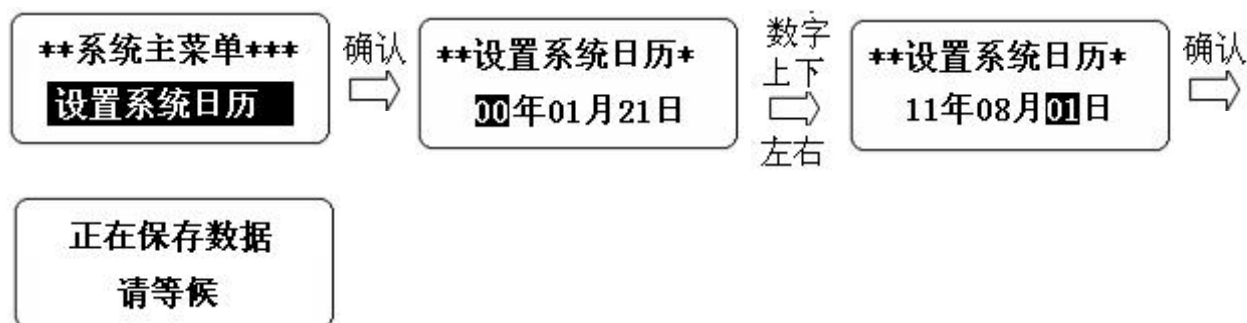 **系统主菜单***
设置系统日历
确认
**设置系统日历*
00年01月21日
数字
上下
左右
**设置系统日历*
11年08月01日
确认
正在保存数据
请等候